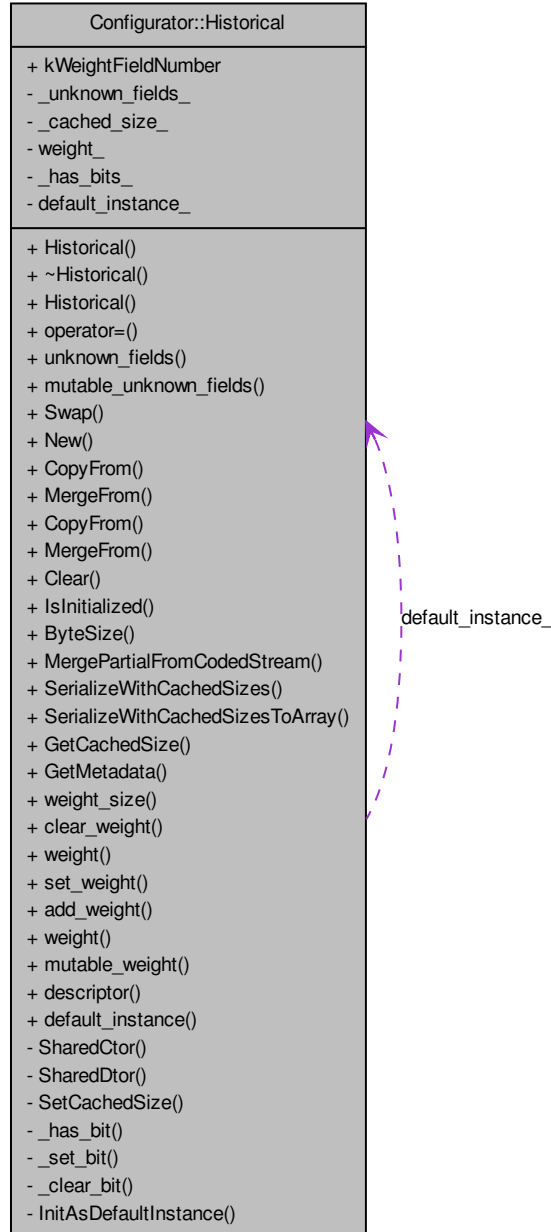 Configurator::Historical
+ kWeightFieldNumber
- _unknown_fields_
- _cached_size_
- weight_
- _has_bits_
- default_instance_
+ Historical()
+ ~Historical()
+ Historical()
+ operator=()
+ unknown_fields()
+ mutable_unknown_fields()
+ Swap()
+ New()
+ CopyFrom()
+ MergeFrom()
+ CopyFrom()
+ MergeFrom()
+ Clear()
+ IsInitialized()
+ ByteSize()
+ MergePartialFromCodedStream()
+ SerializeWithCachedSizes()
+ SerializeWithCachedSizesToArray()
+ GetCachedSize()
+ GetMetadata()
+ weight_size()
+ clear_weight()
+ weight()
+ set_weight()
+ add_weight()
+ weight()
+ mutable_weight()
+ descriptor()
+ default_instance()
- SharedCtor()
- SharedDtor()
- SetCachedSize()
- _has_bit()
- _set_bit()
- _clear_bit()
- InitAsDefaultInstance()
default_instance_